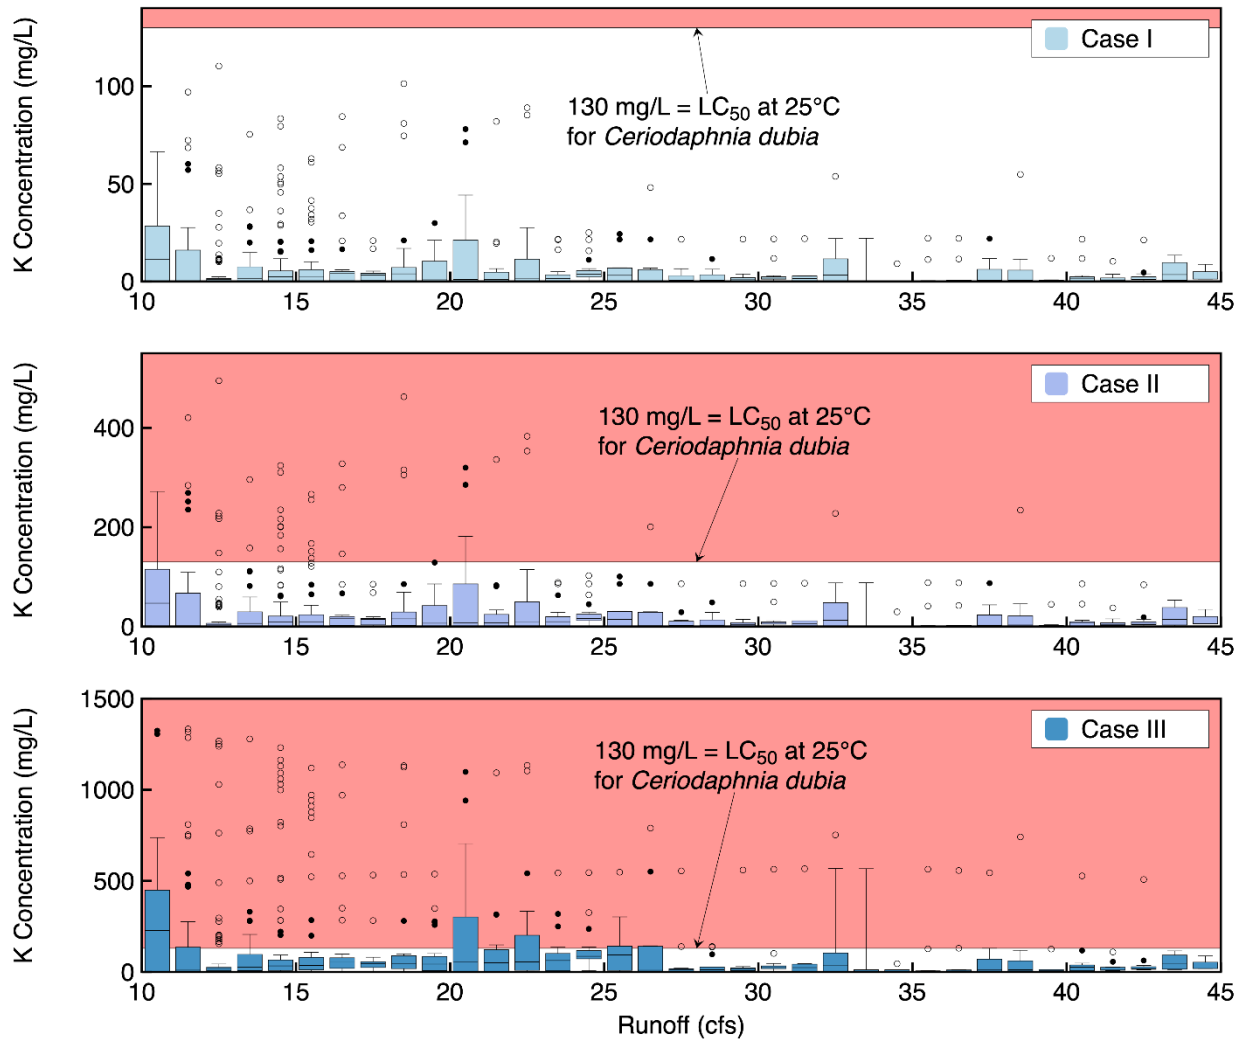 K Concentration (mg/L)
100
50
0
Case I
130 mg/L = LC50 at 25°C
for Ceriodaphnia dubia
10 15 20 25 30 35 40 45
K Concentration (mg/L)
400
200
0
Case II
130 mg/L = LC50 at 25°C
for Ceriodaphnia dubia
10 15 20 25 30 35 40 45
K Concentration (mg/L)
1500
1000
500
0
Case III
130 mg/L = LC50 at 25°C
for Ceriodaphnia dubia
10 15 20 25 30 35 40 45
Runoff (cfs)